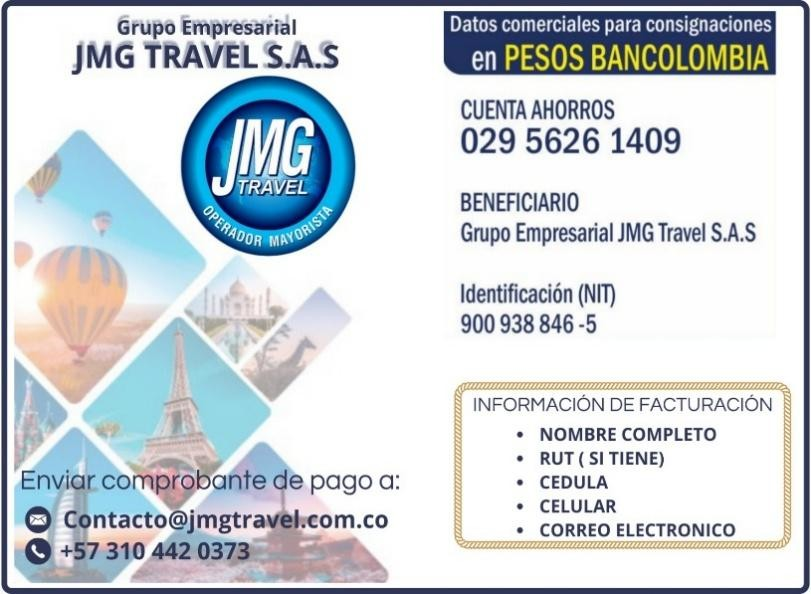 Grupo Empresarial
JMG TRAVEL S.A.S
JMG
TRAVEL
OPERADOR MAYORISTA
Enviar comprobante de pago a:
Contacto@jmgtravel.com.co
+57 310 442 0373
Datos comerciales para consignaciones
en PESOS BANCOLOMBIA
CUENTA AHORROS
029 5626 1409
BENEFICIARIO
Grupo Empresarial JMG Travel S.A.S
Identificación (NIT)
900 938 846 -5
INFORMACIÓN DE FACTURACIÓN
• NOMBRE COMPLETO
• RUT ( SI TIENE)
• CEDULA
• CELULAR
• CORREO ELECTRONICO